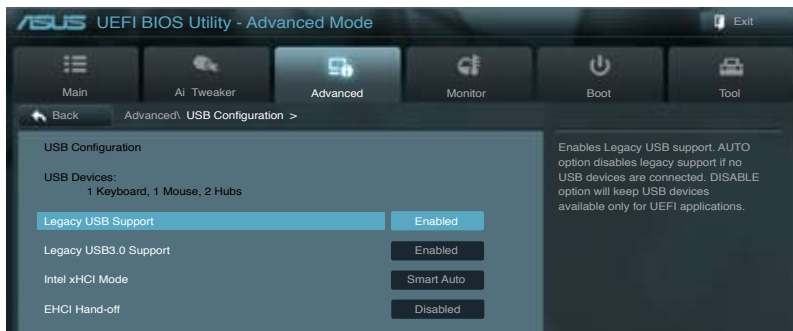 ASUS UEFI BIOS Utility - Advanced Mode Exit
Main Ai Tweaker Advanced Monitor Boot Tool
Back Advanced\ USB Configuration >
USB Configuration
USB Devices:
1 Keyboard, 1 Mouse, 2 Hubs
Legacy USB Support Enabled
Legacy USB3.0 Support Enabled
Intel xHCI Mode Smart Auto
EHCI Hand-off Disabled
Enables Legacy USB support. AUTO
option disables legacy support if no
USB devices are connected. DISABLE
option will keep USB devices
available only for UEFI applications.